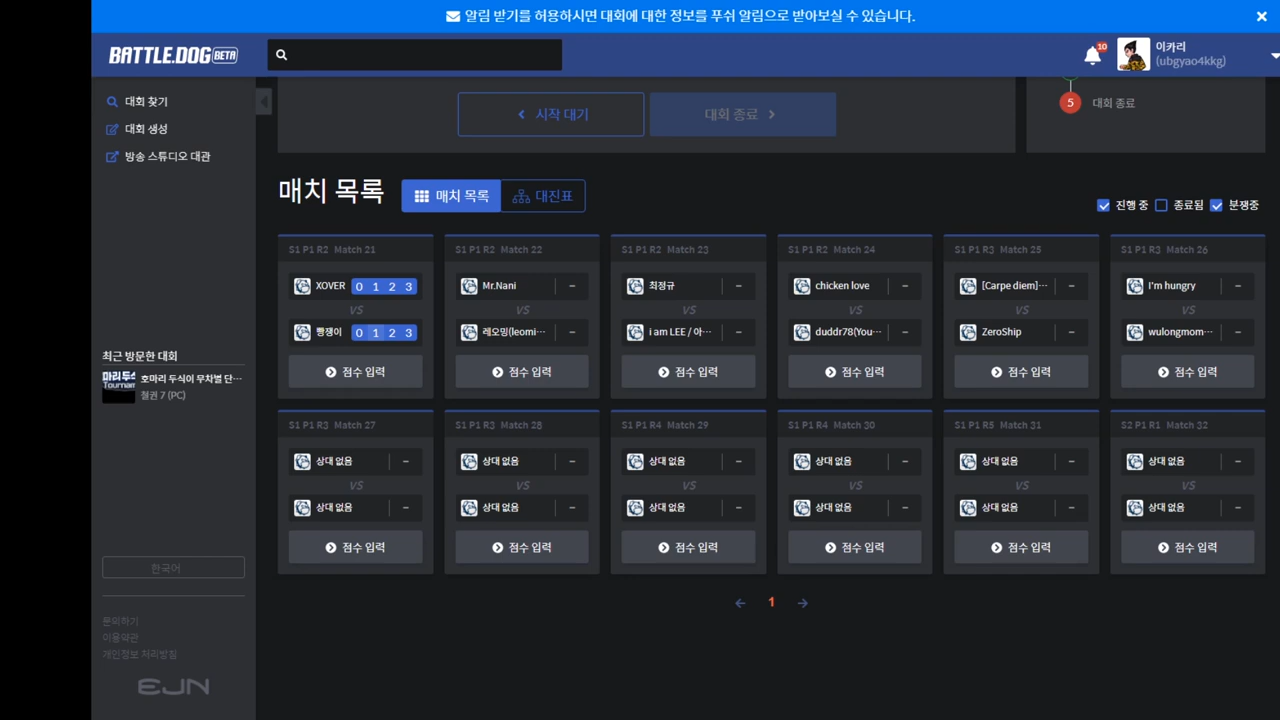 알림 받기를 허용하시면 대회에 대한 정보를 푸쉬 알림으로 받아보실 수 있습니다.
BATTLE.DOG BETA
10
이카리
(ubgyao4kkg)
대회 찾기
대회 생성
방송 스튜디오 대관
시작 대기
대회 종료
5 대회 종료
매치 목록
매치 목록
대진표
진행 중 종료됨 분쟁중
S1 P1 R2 Match 21
XOVER 0 1 2 3
VS
빵쟁이 0 1 2 3
점수 입력
S1 P1 R2 Match 22
Mr.Nani –
VS
레오밍(leomi··· –
점수 입력
S1 P1 R2 Match 23
최정규 –
VS
i am LEE / 아··· –
점수 입력
S1 P1 R2 Match 24
chicken love –
VS
duddr78(You··· –
점수 입력
S1 P1 R3 Match 25
[Carpe diem]··· –
VS
ZeroShip –
점수 입력
S1 P1 R3 Match 26
I'm hungry –
VS
wulongmom··· –
점수 입력
최근 방문한 대회
마리두식
Tournam
호마리 두식이 무차별 단···
철권 7 (PC)
S1 P1 R3 Match 27
상대 없음 –
VS
상대 없음 –
점수 입력
S1 P1 R3 Match 28
상대 없음 –
VS
상대 없음 –
점수 입력
S1 P1 R4 Match 29
상대 없음 –
VS
상대 없음 –
점수 입력
S1 P1 R4 Match 30
상대 없음 –
VS
상대 없음 –
점수 입력
S1 P1 R5 Match 31
상대 없음 –
VS
상대 없음 –
점수 입력
S2 P1 R1 Match 32
상대 없음 –
VS
상대 없음 –
점수 입력
1
한국어
문의하기
이용약관
개인정보 처리방침
EJN